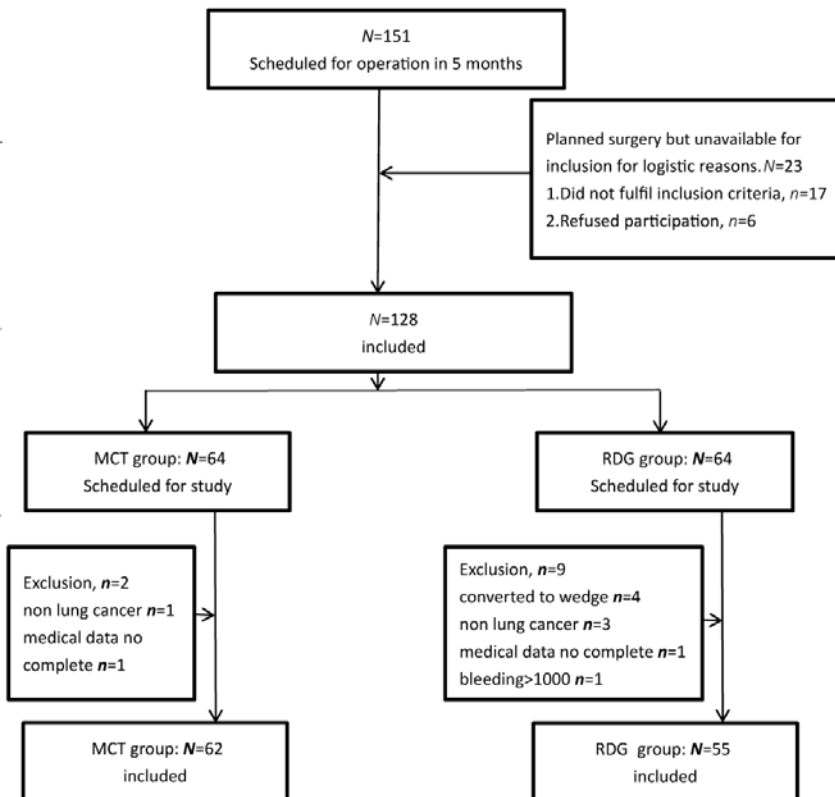 N=151
Scheduled for operation in 5 months
Planned surgery but unavailable for
inclusion for logistic reasons.N=23
1.Did not fulfil inclusion criteria, n=17
2.Refused participation, n=6
N=128
included
MCT group: N=64
Scheduled for study
RDG group: N=64
Scheduled for study
Exclusion, n=2
non lung cancer n=1
medical data no
complete n=1
Exclusion, n=9
converted to wedge n=4
non lung cancer n=3
medical data no complete n=1
bleeding>1000 n=1
MCT group: N=62
included
RDG group: N=55
included